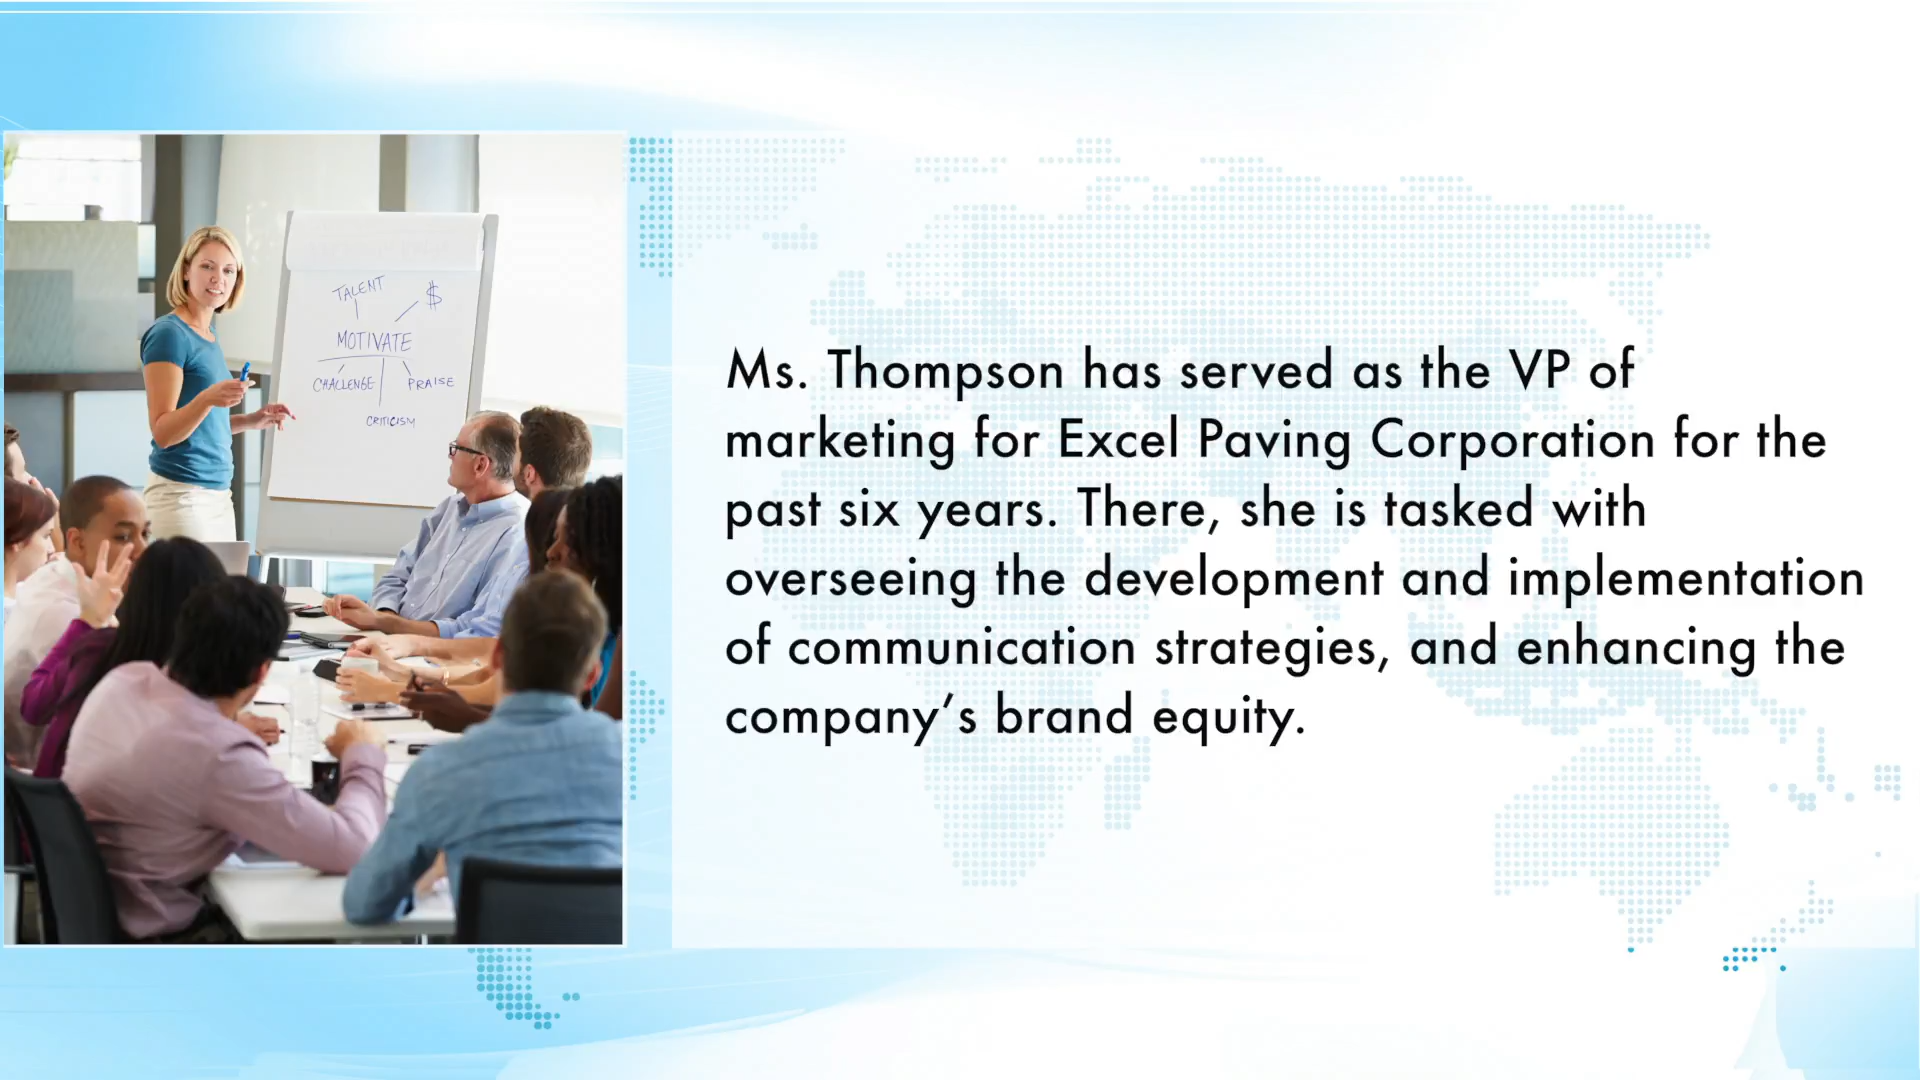 TALENT
$
MOTIVATE
CHALLENGE
PRAISE
CRITICISM
Ms. Thompson has served as the VP of
marketing for Excel Paving Corporation for the
past six years. There, she is tasked with
overseeing the development and implementation
of communication strategies, and enhancing the
company’s brand equity.